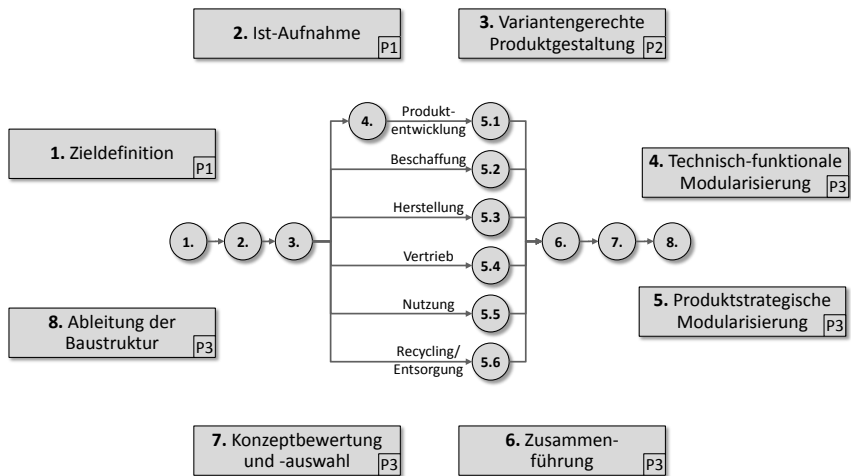 2. Ist-Aufnahme
P1
3. Variantengerechte
Produktgestaltung
P2
1. Zieldefinition
P1
4. Technisch-funktionale
Modularisierung
P3
4.
Produkt-
entwicklung
5.1
Beschaffung
5.2
Herstellung
5.3
1.
2.
3.
Vertrieb
5.4
6.
7.
8.
Nutzung
5.5
Recycling/
Entsorgung
5.6
8. Ableitung der
Baustruktur
P3
5. Produktstrategische
Modularisierung
P3
7. Konzeptbewertung
und -auswahl
P3
6. Zusammen-
führung
P3